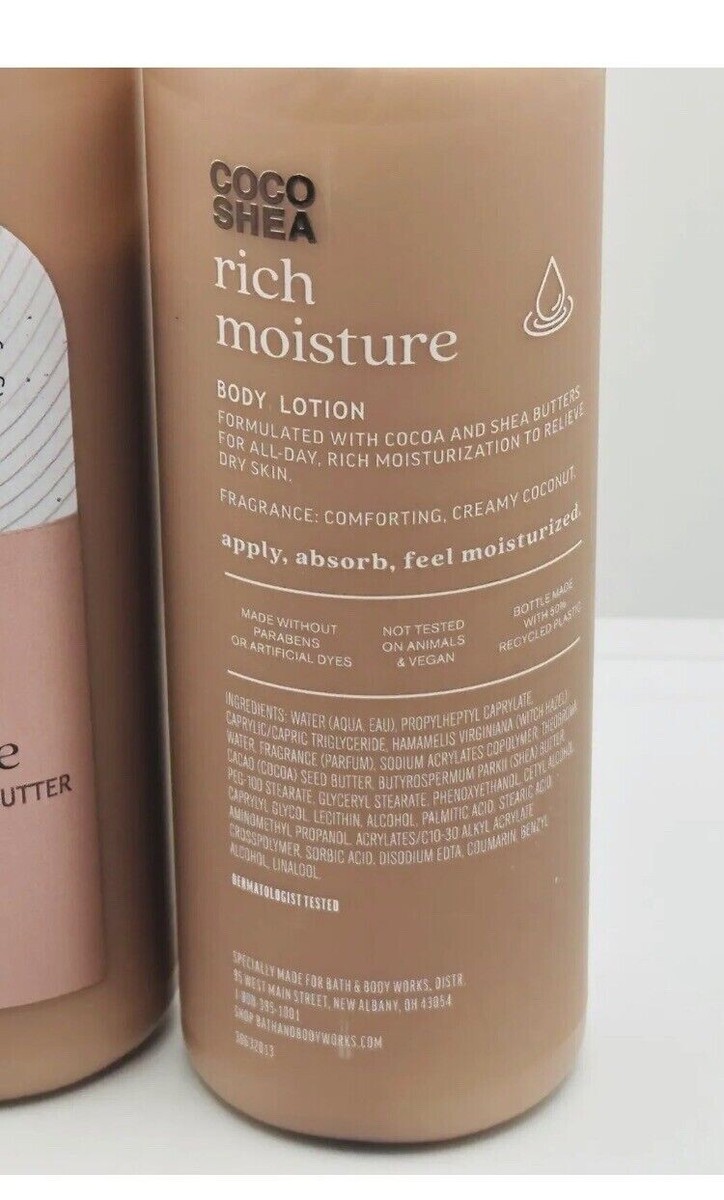 COCO
SHEA
rich
moisture
BODY LOTION
FORMULATED WITH COCOA AND SHEA BUTTERS
FOR ALL-DAY, RICH MOISTURIZATION TO RELIEVE
DRY SKIN.
FRAGRANCE: COMFORTING, CREAMY COCONUT.
apply, absorb, feel moisturized.
MADE WITHOUT
PARABENS
OR ARTIFICIAL DYES
NOT TESTED
ON ANIMALS
& VEGAN
BOTTLE MADE
WITH 50%
RECYCLED PLASTIC
INGREDIENTS: WATER (AQUA, EAU), PROPYLHEPTYL CAPRYLATE,
CAPRYLIC/CAPRIC TRIGLYCERIDE, HAMAMELIS VIRGINIANA (WITCH HAZEL)
WATER, FRAGRANCE (PARFUM), SODIUM ACRYLATES COPOLYMER, THEOBROMA
CACAO (COCOA) SEED BUTTER, BUTYROSPERMUM PARKII (SHEA) BUTTER,
PEG-100 STEARATE, GLYCERYL STEARATE, PHENOXYETHANOL, CETYL ALCOHOL,
CAPRYLYL GLYCOL, LECITHIN, ALCOHOL, PALMITIC ACID, STEARIC ACID,
AMINOMETHYL PROPANOL, ACRYLATES/C10-30 ALKYL ACRYLATE
CROSSPOLYMER, SORBIC ACID, DISODIUM EDTA, COUMARIN, BENZYL
ALCOHOL, LINALOOL.
DERMATOLOGIST TESTED
SPECIALLY MADE FOR BATH & BODY WORKS, DISTR.
95 WEST MAIN STREET, NEW ALBANY, OH 43054
1-800-395-1001
SHOP BATHANDBODYWORKS.COM
e
UTTER